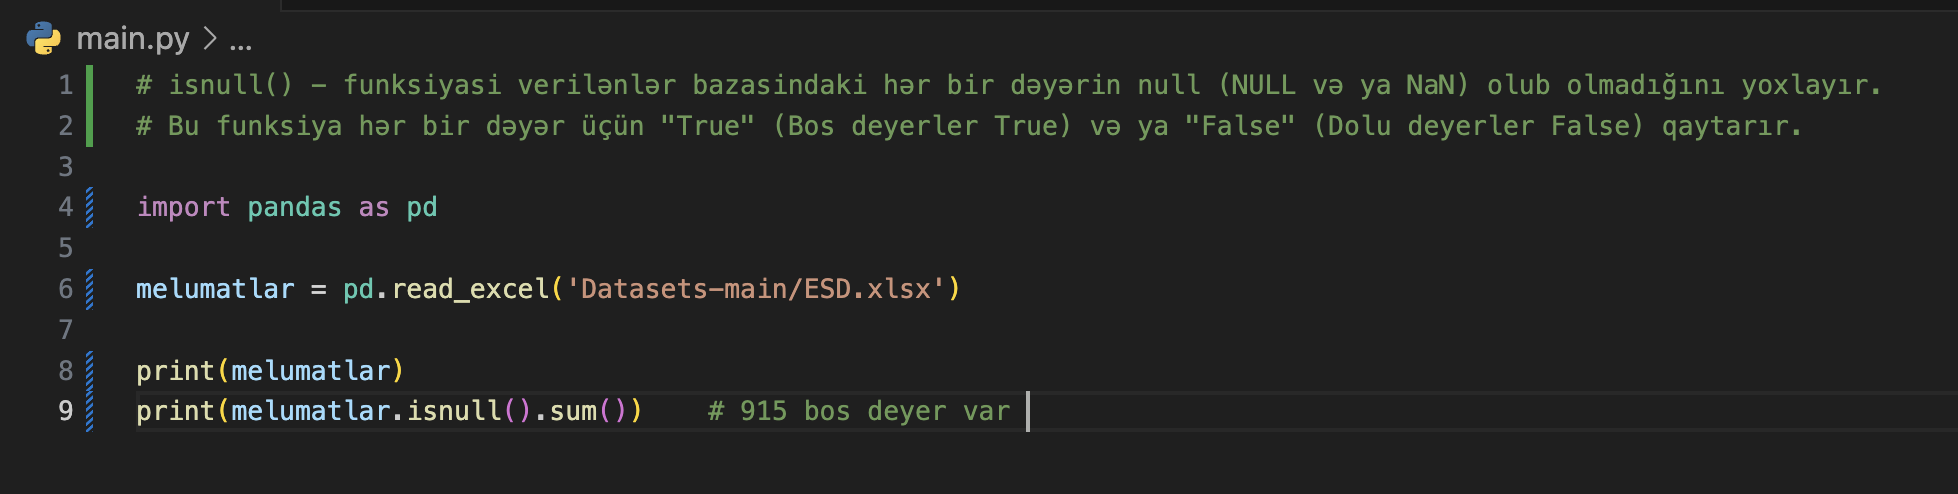 main.py > ...
1 # isnull() - funksiyasi verilənlər bazasindaki hər bir dəyərin null (NULL və ya NaN) olub olmadığını yoxlayır.
2 # Bu funksiya hər bir dəyər üçün "True" (Bos deyerler True) və ya "False" (Dolu deyerler False) qaytarır.
3
4 import pandas as pd
5
6 melumatlar = pd.read_excel('Datasets-main/ESD.xlsx')
7
8 print(melumatlar)
9 print(melumatlar.isnull().sum())    # 915 bos deyer var